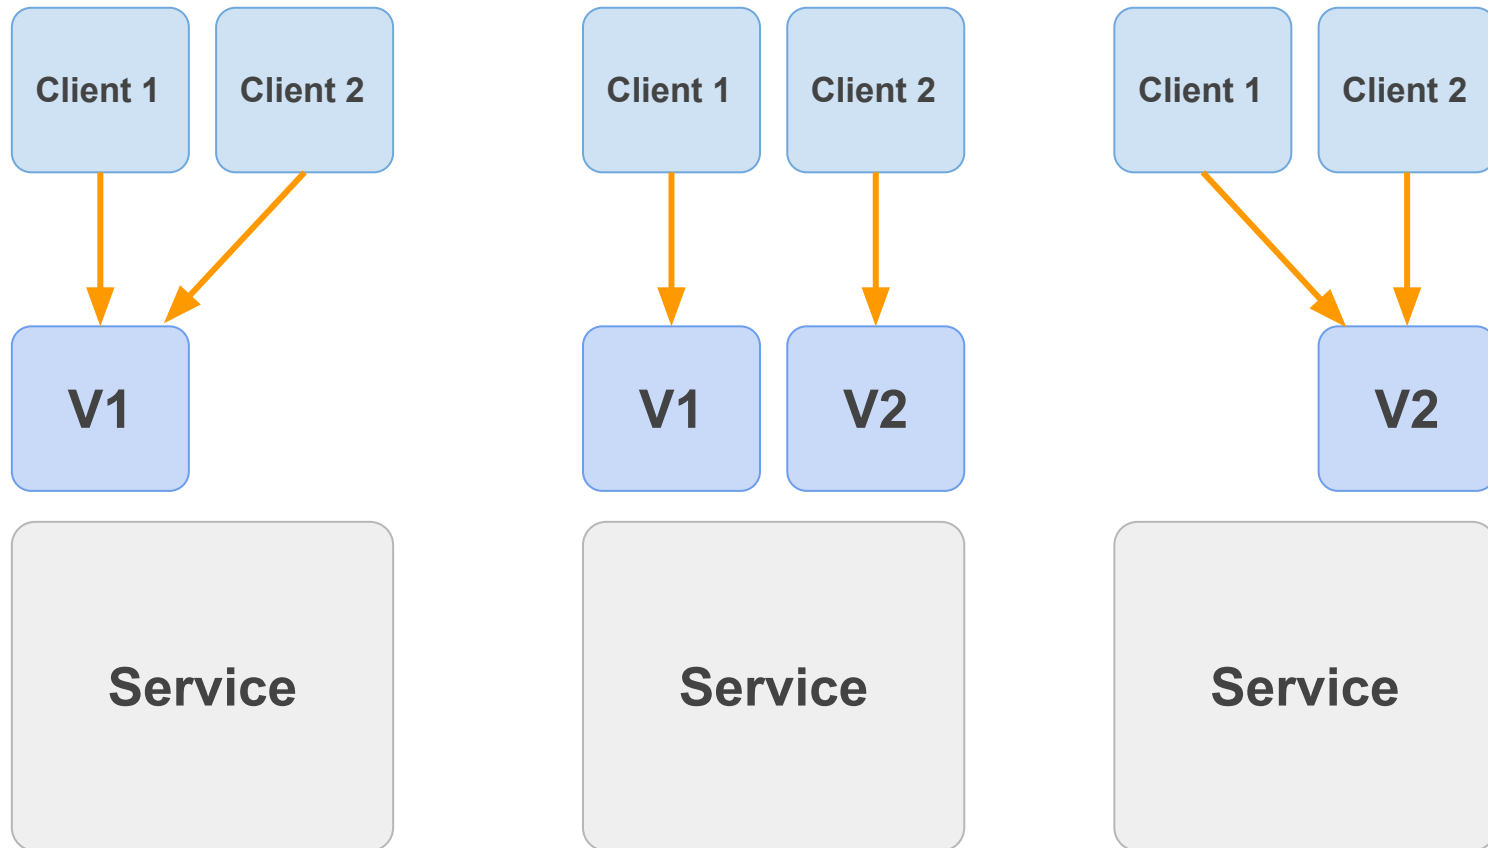 Client 1 Client 2 Client 1 Client 2 Client 1 Client 2
V1 V1 V2 V2
Service Service Service